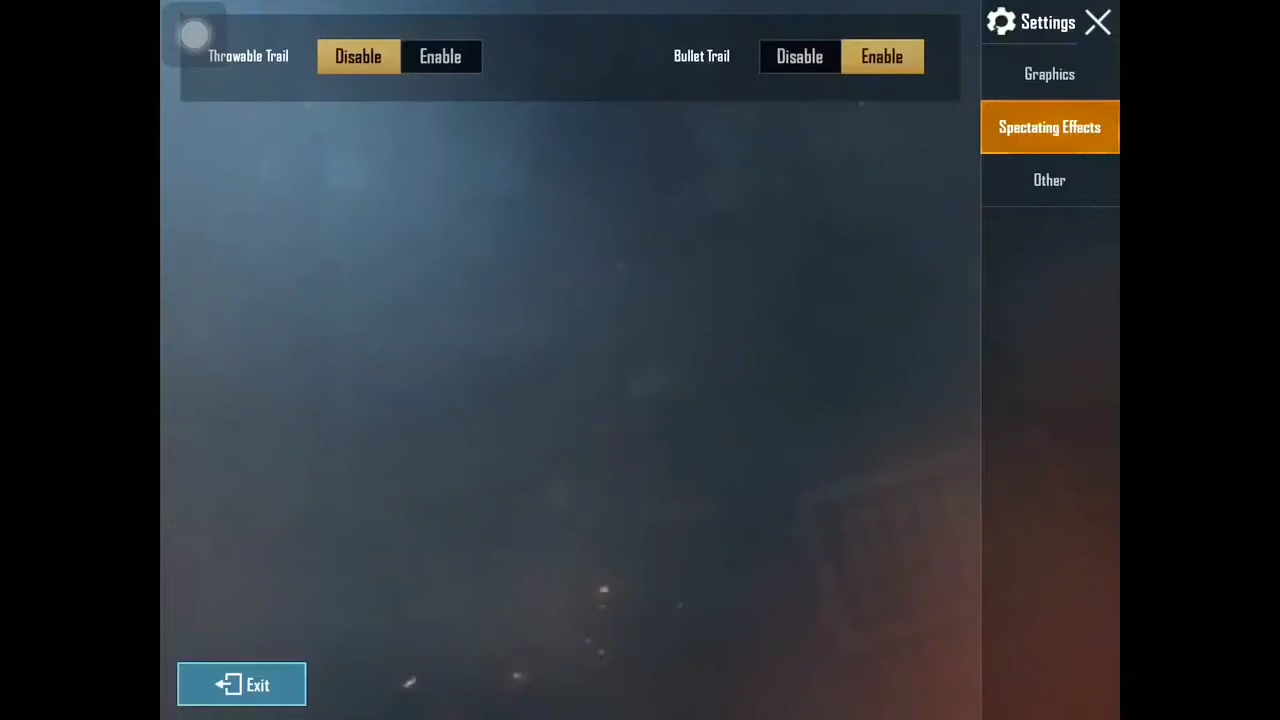 Throwable Trail Disable Enable Bullet Trail Disable Enable
Settings
Graphics
Spectating Effects
Other
Exit